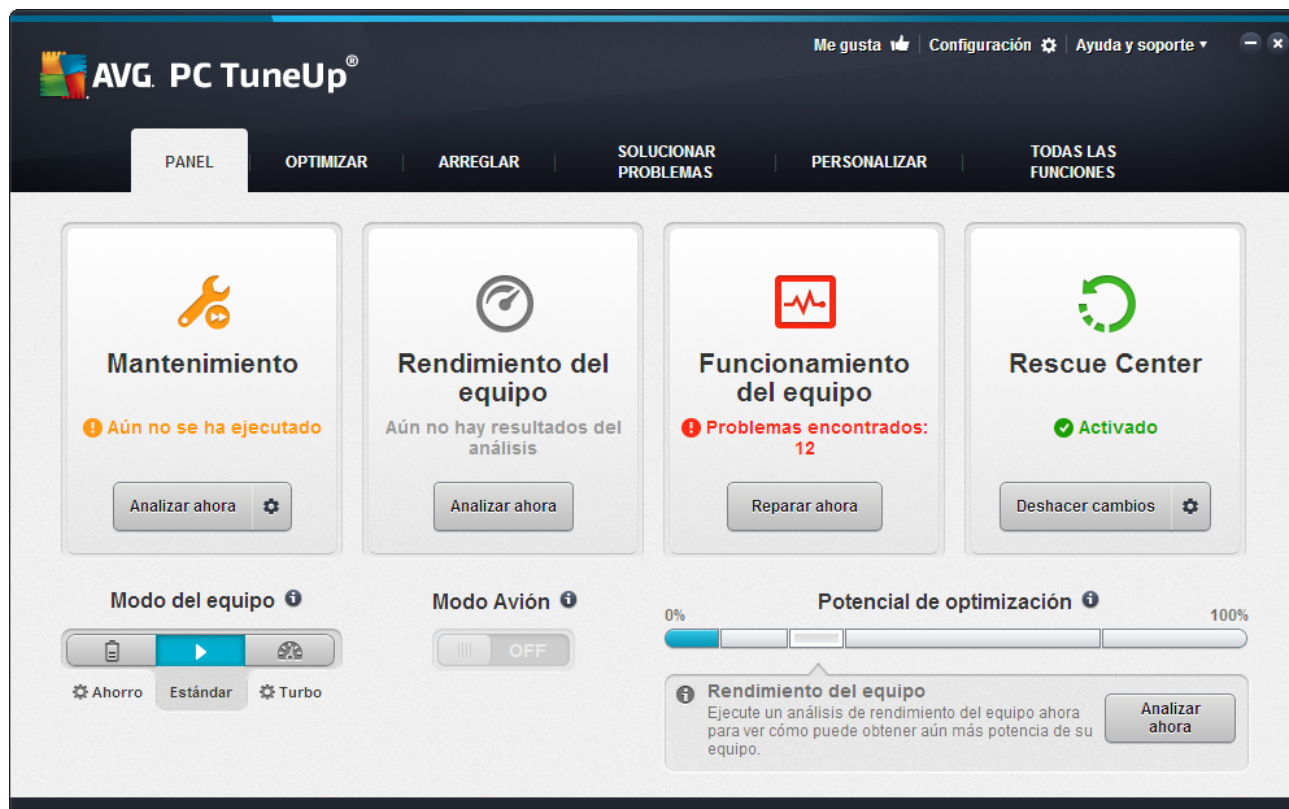 Me gusta Configuración Ayuda y soporte
AVG. PC TuneUp®
PANEL
OPTIMIZAR
ARREGLAR
SOLUCIONAR
PROBLEMAS
PERSONALIZAR
TODAS LAS
FUNCIONES
Mantenimiento
Aún no se ha ejecutado
Analizar ahora
Rendimiento del
equipo
Aún no hay resultados del
análisis
Analizar ahora
Funcionamiento
del equipo
Problemas encontrados:
12
Reparar ahora
Rescue Center
Activado
Deshacer cambios
Modo del equipo
Ahorro Estándar Turbo
Modo Avión
OFF
Potencial de optimización
0% 100%
Rendimiento del equipo
Ejecute un análisis de rendimiento del equipo ahora
para ver cómo puede obtener aún más potencia de su
equipo.
Analizar
ahora